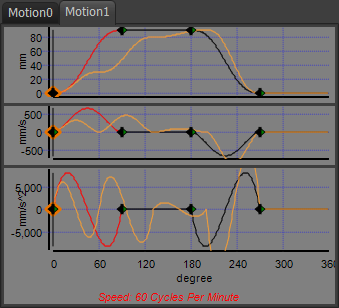 Motion0 Motion1
80
60
40
20
0
mm
500
0
-500
mm/s
5,000
0
-5,000
mm/s^2
0 60 120 180 240 300 360
degree
Speed: 60 Cycles Per Minute